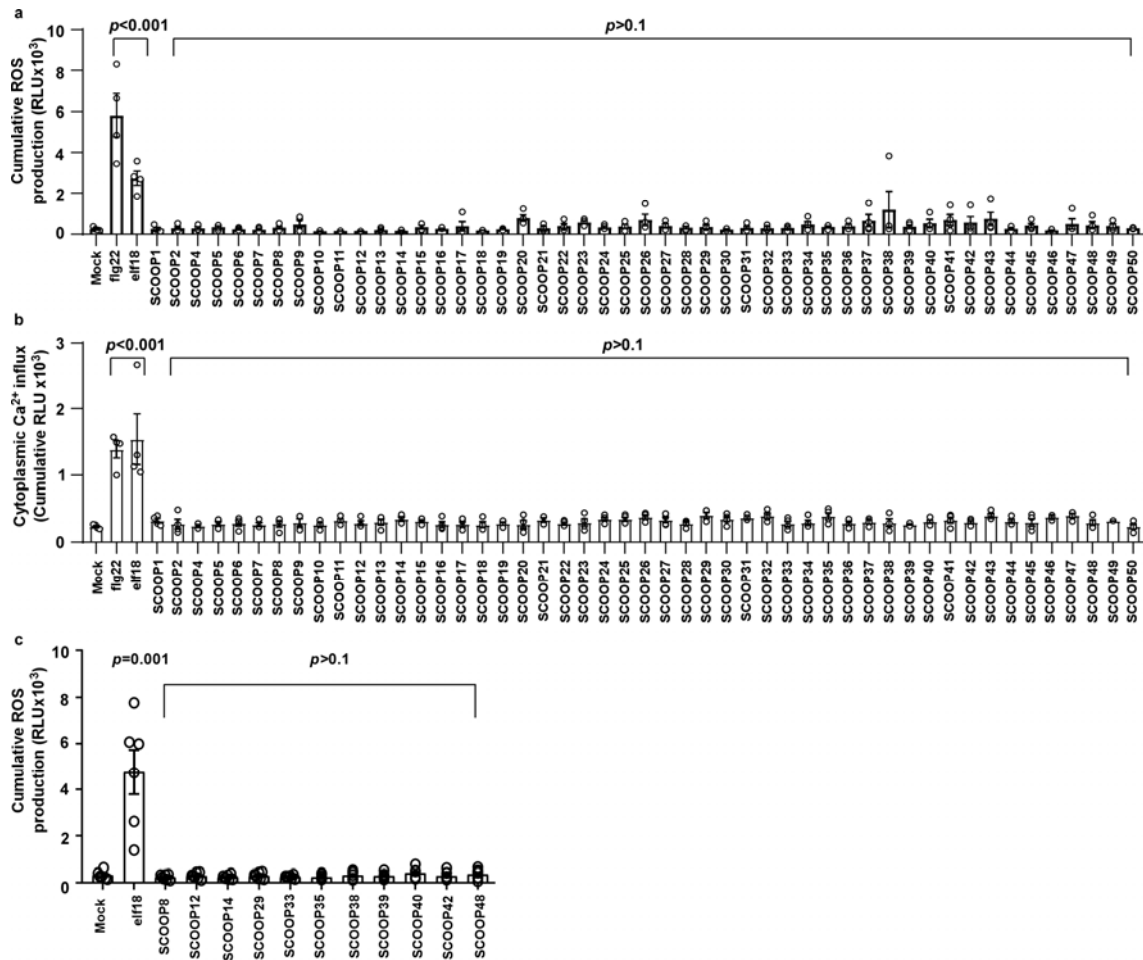 a
p<0.001
p>0.1
Cumulative ROS
production (RLUx10³)
10
8
6
4
2
0
Mock
flg22
elf18
SCOOP1
SCOOP2
SCOOP4
SCOOP5
SCOOP6
SCOOP7
SCOOP8
SCOOP9
SCOOP10
SCOOP11
SCOOP12
SCOOP13
SCOOP14
SCOOP15
SCOOP16
SCOOP17
SCOOP18
SCOOP19
SCOOP20
SCOOP21
SCOOP22
SCOOP23
SCOOP24
SCOOP25
SCOOP26
SCOOP27
SCOOP28
SCOOP29
SCOOP30
SCOOP31
SCOOP32
SCOOP33
SCOOP34
SCOOP35
SCOOP36
SCOOP37
SCOOP38
SCOOP39
SCOOP40
SCOOP41
SCOOP42
SCOOP43
SCOOP44
SCOOP45
SCOOP46
SCOOP47
SCOOP48
SCOOP49
SCOOP50
b
p<0.001
p>0.1
Cytoplasmic Ca²⁺ influx
(Cumulative RLU x10³)
3
2
1
0
Mock
flg22
elf18
SCOOP1
SCOOP2
SCOOP4
SCOOP5
SCOOP6
SCOOP7
SCOOP8
SCOOP9
SCOOP10
SCOOP11
SCOOP12
SCOOP13
SCOOP14
SCOOP15
SCOOP16
SCOOP17
SCOOP18
SCOOP19
SCOOP20
SCOOP21
SCOOP22
SCOOP23
SCOOP24
SCOOP25
SCOOP26
SCOOP27
SCOOP28
SCOOP29
SCOOP30
SCOOP31
SCOOP32
SCOOP33
SCOOP34
SCOOP35
SCOOP36
SCOOP37
SCOOP38
SCOOP39
SCOOP40
SCOOP41
SCOOP42
SCOOP43
SCOOP44
SCOOP45
SCOOP46
SCOOP47
SCOOP48
SCOOP49
SCOOP50
c
p=0.001
p>0.1
Cumulative ROS
production (RLUx10³)
10
8
6
4
2
0
Mock
elf18
SCOOP8
SCOOP12
SCOOP14
SCOOP29
SCOOP33
SCOOP35
SCOOP38
SCOOP39
SCOOP40
SCOOP42
SCOOP48